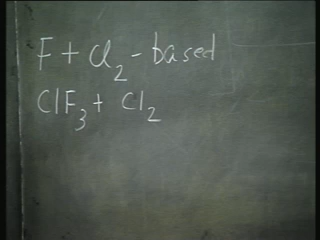 F + Cl₂ - based
ClF₃ + Cl₂